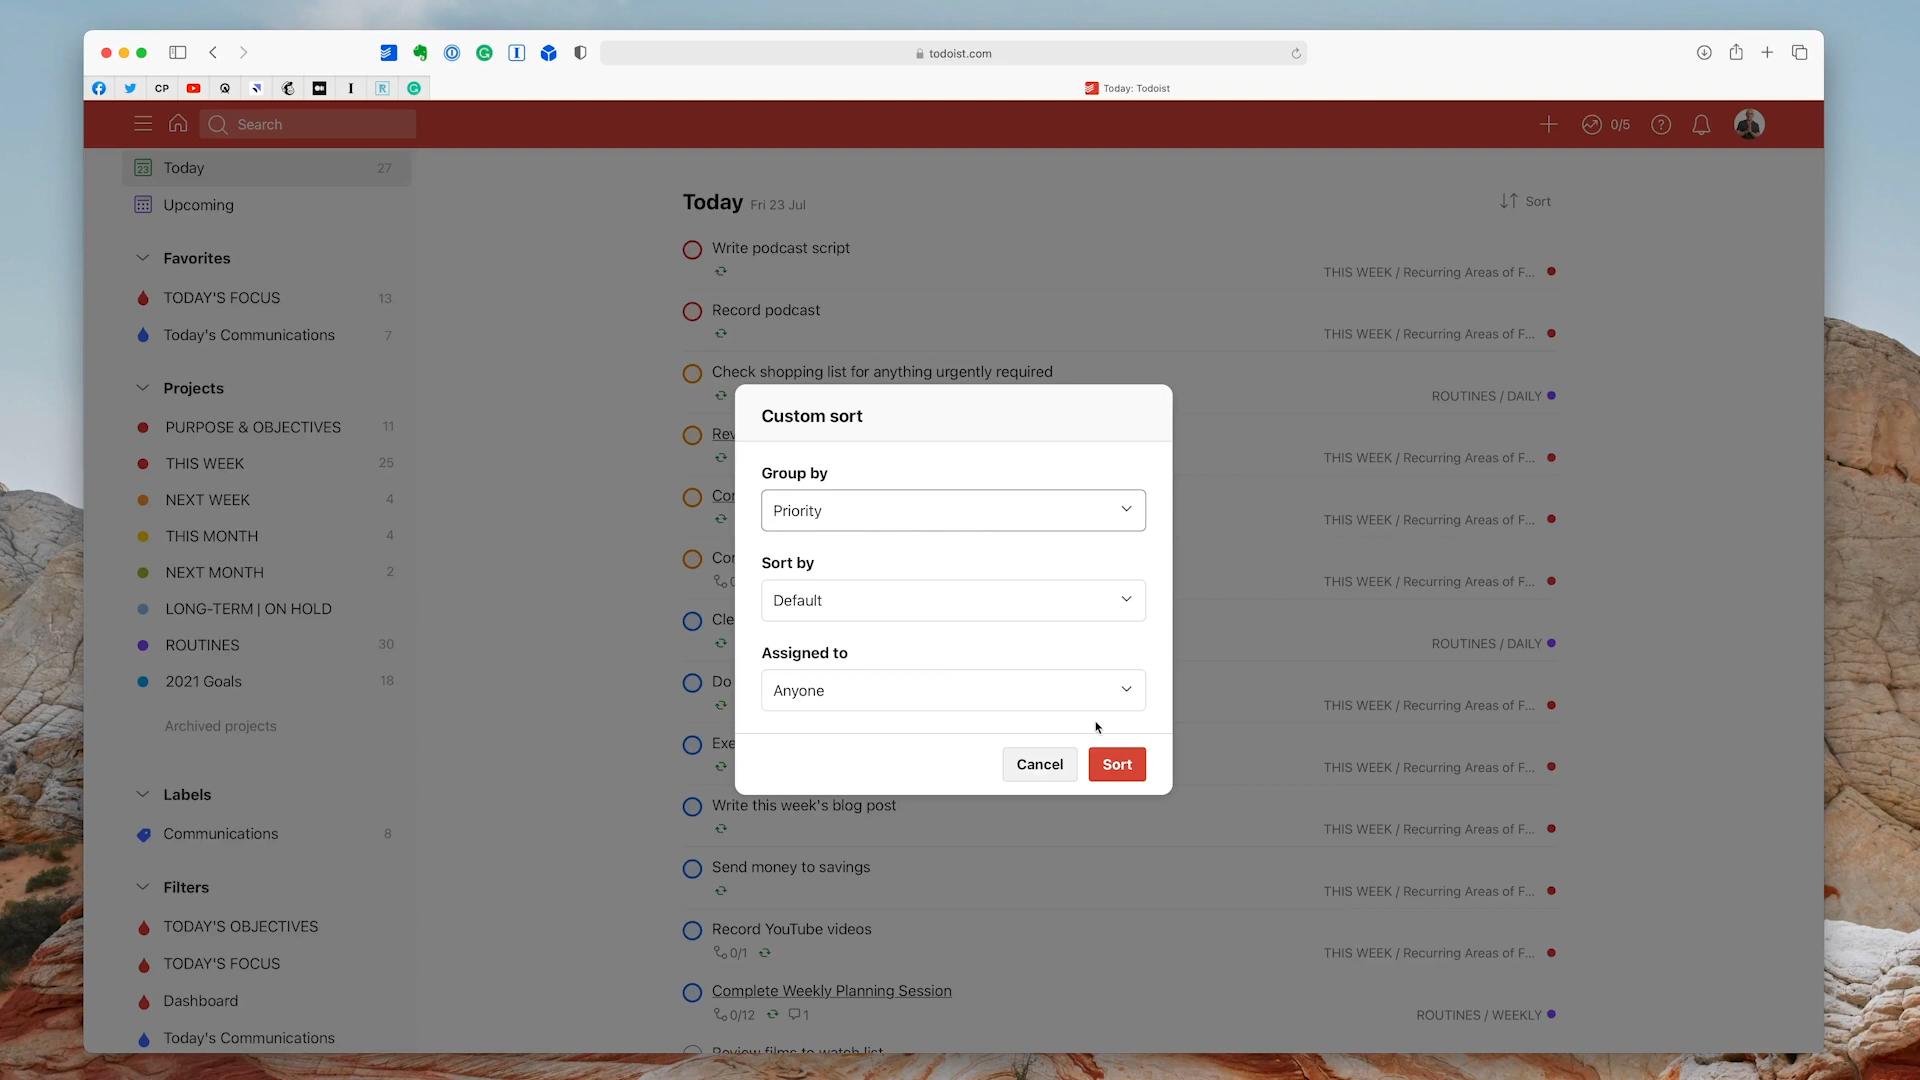 todoist.com
CP
Today: Todoist
Search
0/5
23 Today 27
Upcoming
Favorites
TODAY'S FOCUS 13
Today's Communications 7
Projects
PURPOSE & OBJECTIVES 11
THIS WEEK 25
NEXT WEEK 4
THIS MONTH 4
NEXT MONTH 2
LONG-TERM | ON HOLD
ROUTINES 30
2021 Goals 18
Archived projects
Labels
Communications 8
Filters
TODAY'S OBJECTIVES
TODAY'S FOCUS
Dashboard
Today's Communications
Today Fri 23 Jul
Sort
Write podcast script
THIS WEEK / Recurring Areas of F...
Record podcast
THIS WEEK / Recurring Areas of F...
Check shopping list for anything urgently required
ROUTINES / DAILY
Rev
THIS WEEK / Recurring Areas of F...
Cor
THIS WEEK / Recurring Areas of F...
Cor
THIS WEEK / Recurring Areas of F...
Cle
ROUTINES / DAILY
Do
THIS WEEK / Recurring Areas of F...
Exe
THIS WEEK / Recurring Areas of F...
Write this week's blog post
THIS WEEK / Recurring Areas of F...
Send money to savings
THIS WEEK / Recurring Areas of F...
Record YouTube videos
0/1
THIS WEEK / Recurring Areas of F...
Complete Weekly Planning Session
0/12 1
ROUTINES / WEEKLY
Review films to watch list
Custom sort
Group by
Priority
Sort by
Default
Assigned to
Anyone
Cancel
Sort